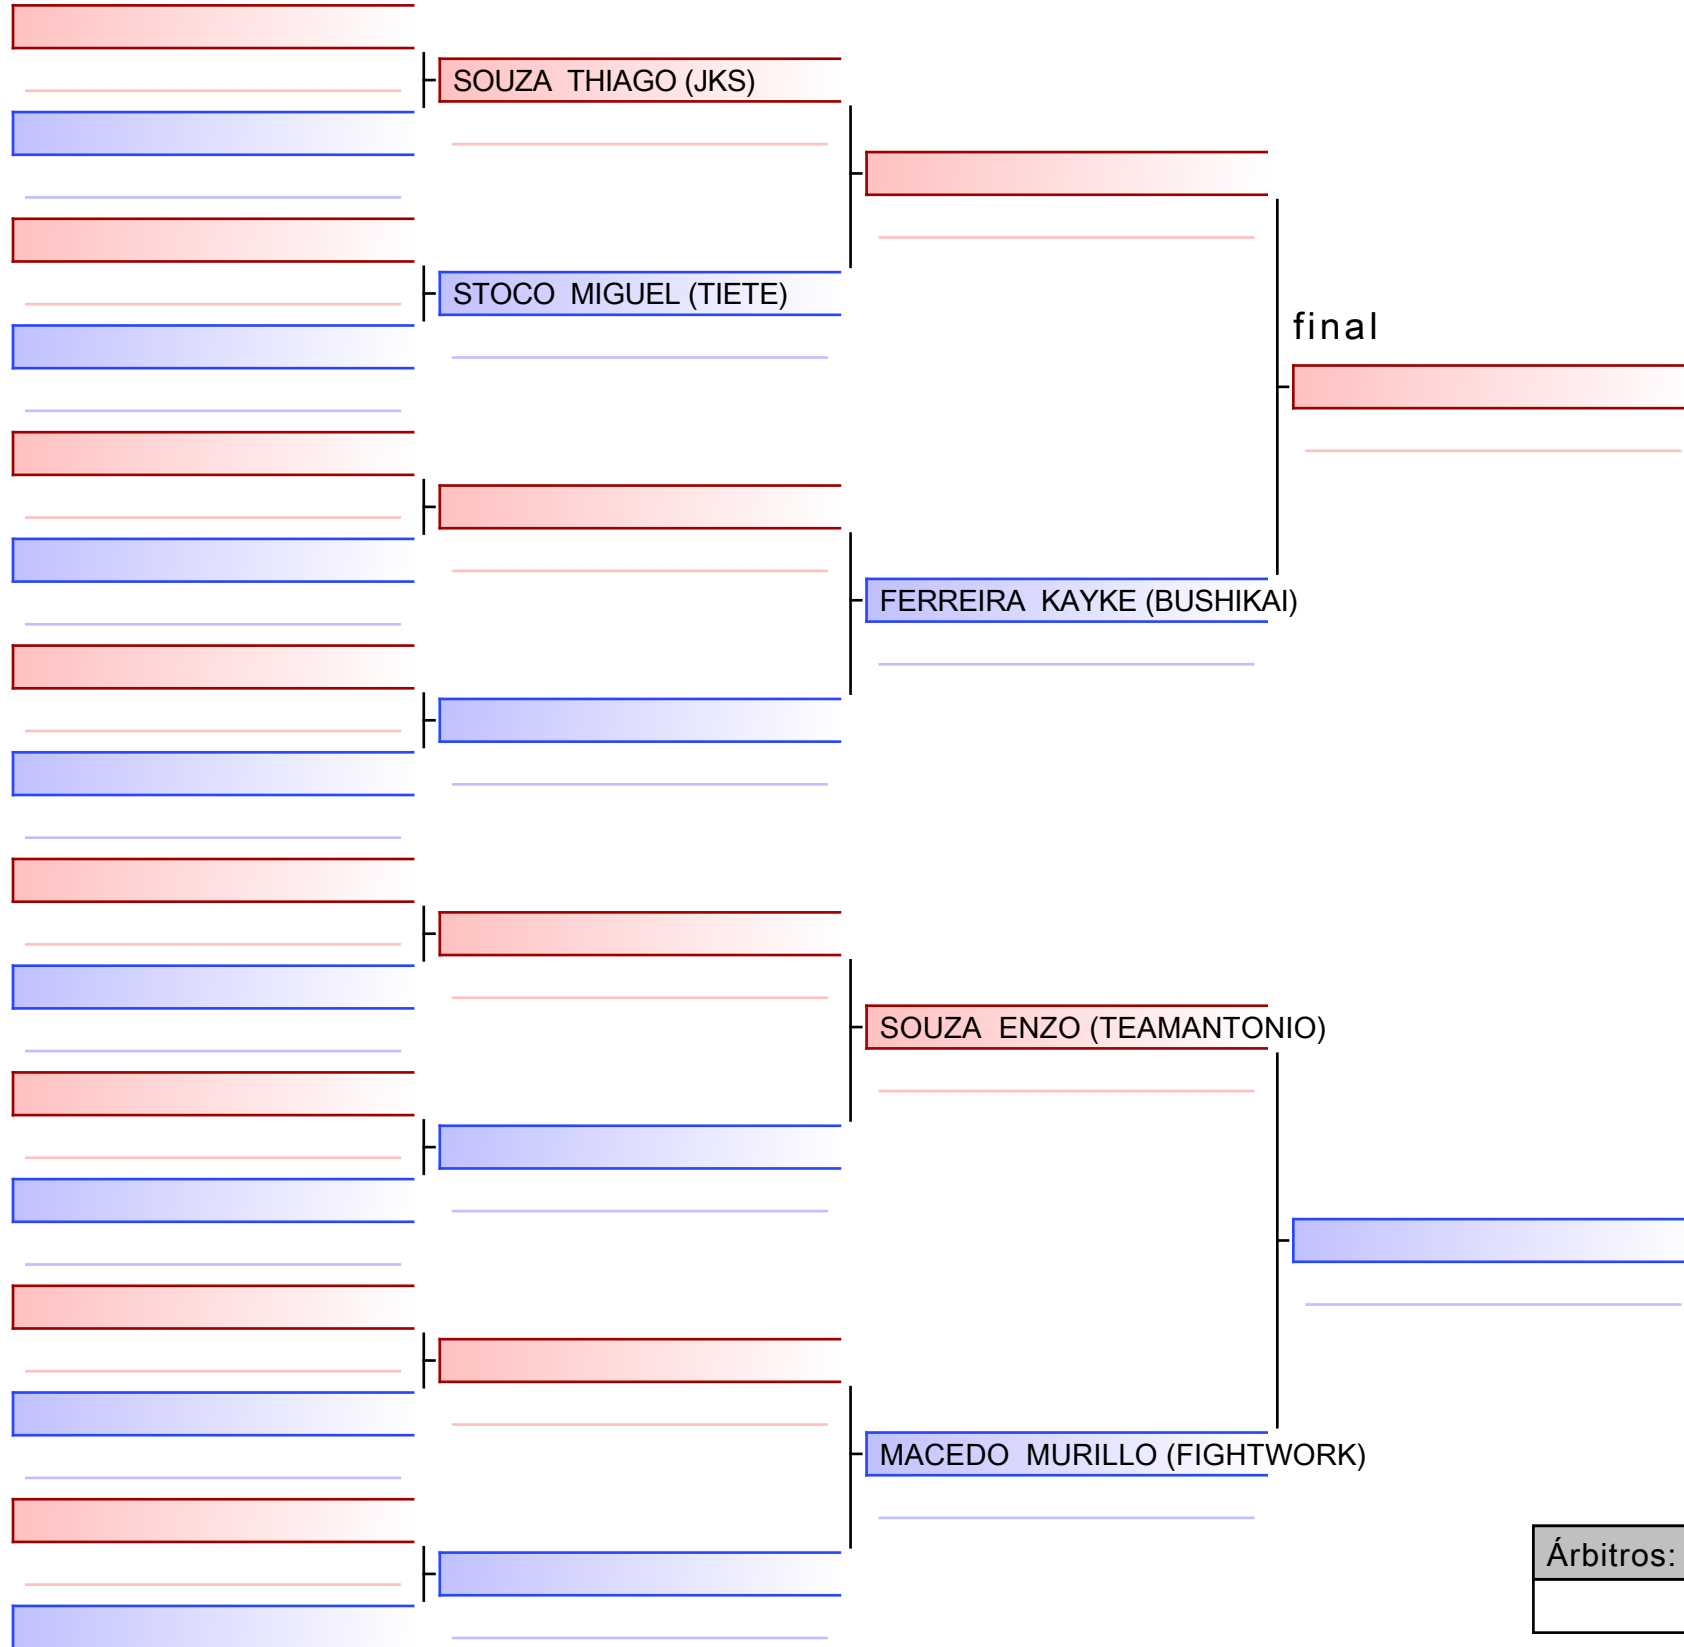 SOUZA  THIAGO (JKS)
STOCO  MIGUEL (TIETE)
final
FERREIRA  KAYKE (BUSHIKAI)
SOUZA  ENZO (TEAMANTONIO)
MACEDO  MURILLO (FIGHTWORK)
Árbitros: